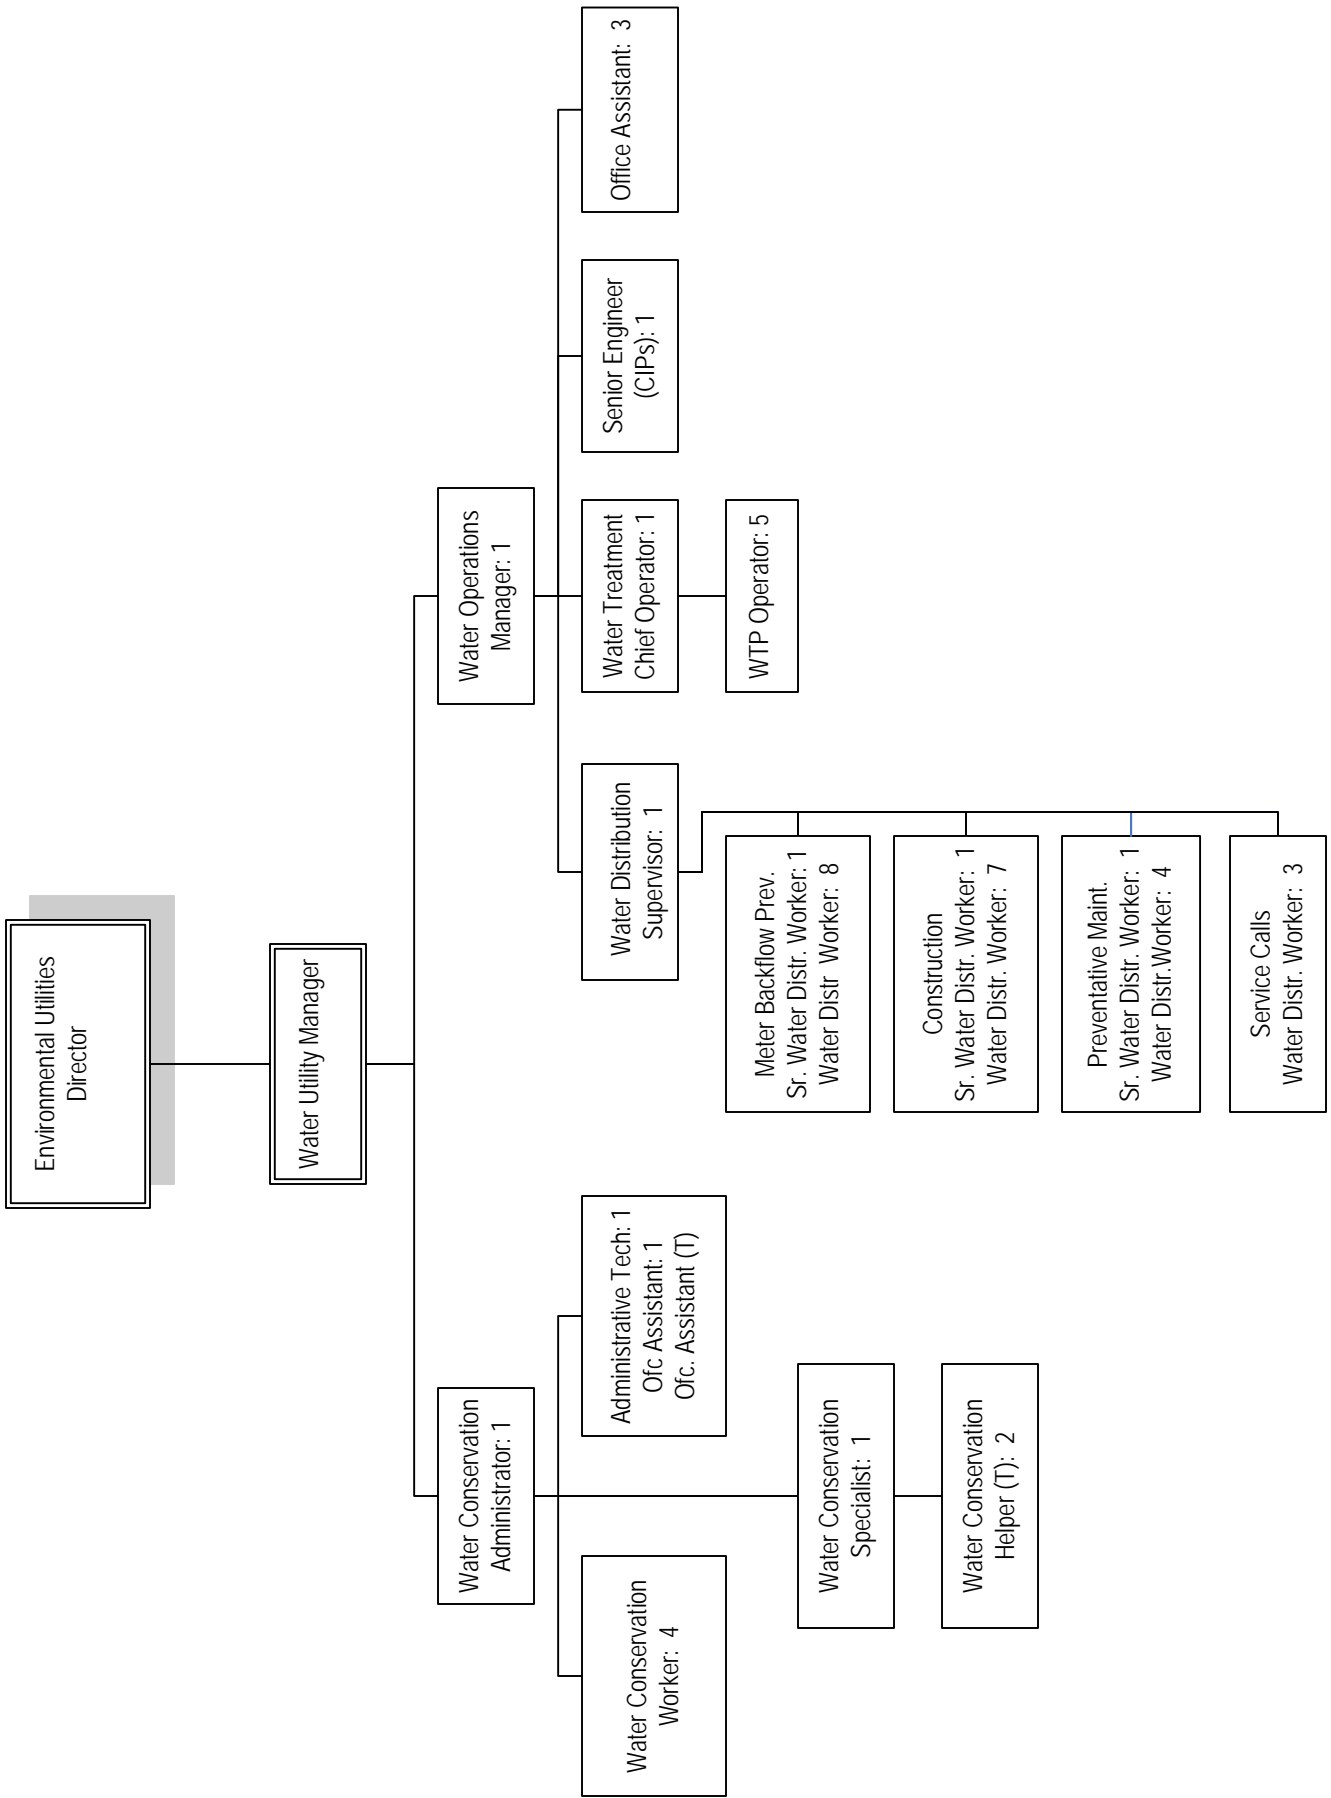 Environmental Utilities
Director
Water Utility Manager
Water Conservation
Administrator: 1
Water Operations
Manager: 1
Water Conservation
Worker:  4
Administrative Tech: 1
Ofc Assistant: 1
Ofc. Assistant (T)
Water Conservation
Specialist:  1
Water Conservation
Helper (T):  2
Water Distribution
Supervisor:  1
Water Treatment
Chief Operator: 1
Senior Engineer
(CIPs):  1
Office Assistant:  3
WTP Operator: 5
Meter Backflow Prev.
Sr. Water Distr. Worker: 1
Water Distr  Worker:  8
Construction
Sr. Water Distr. Worker:  1
Water Distr. Worker:  7
Preventative Maint.
Sr. Water Distr. Worker:  1
Water Distr.Worker:  4
Service Calls
Water Distr. Worker:  3